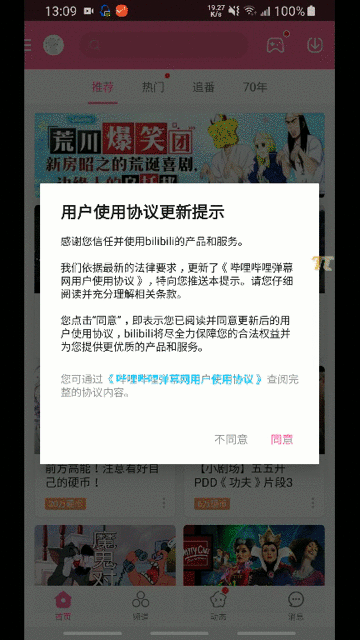 13:09
19.27
K/s
100%
推荐
热门
追番
70年
荒川爆笑团
新房昭之的荒诞喜剧.
用户使用协议更新提示
感谢您信任并使用bilibili的产品和服务。
我们依据最新的法律要求，更新了《哔哩哔哩弹幕
网用户使用协议》，特向您推送本提示。请您仔细
阅读并充分理解相关条款。
您点击“同意”，即表示您已阅读并同意更新后的用
户使用协议，bilibili将尽全力保障您的合法权益并
为您提供更优质的产品和服务。
您可通过《哔哩哔哩弹幕网用户使用协议》查阅完
整的协议内容。
不同意
同意
前方高能！注意看好自
己的硬币！
【小剧场】五五开
PDD《功夫》片段3
首页
频道
动态
消息